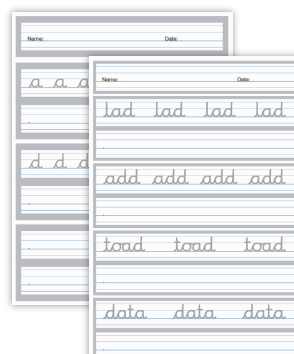 Name: Date:
a a a
d d d
Name: Date:
lad lad lad lad
add add add add
toad toad toad
data data data